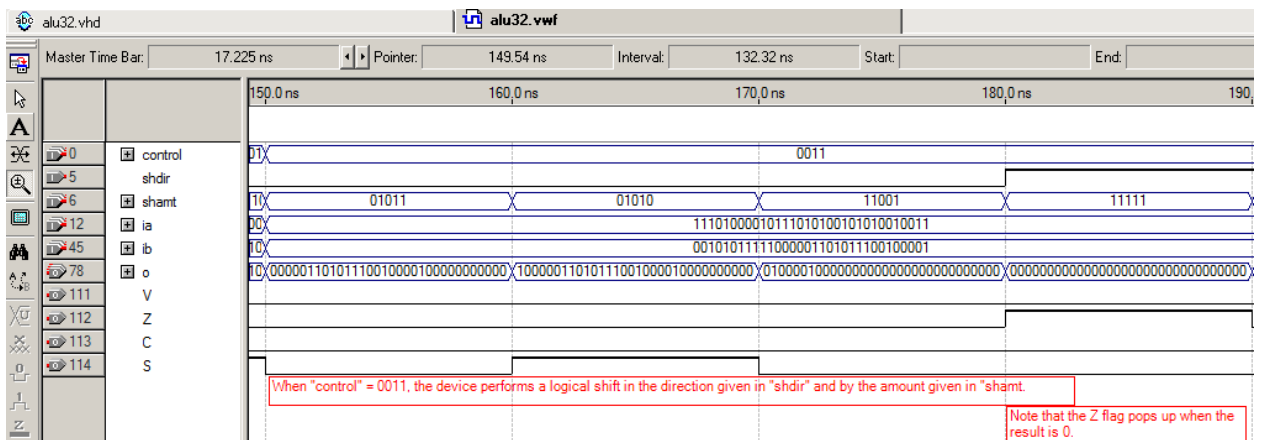 alu32.vhd
alu32.vwf
Master Time Bar: 17.225 ns Pointer: 149.54 ns Interval: 132.32 ns Start: End:
150.0 ns 160.0 ns 170.0 ns 180.0 ns 190.
A
0 control 01 0011
5 shdir
6 shamt 01011 01010 11001 11111
12 ia 00 11101000010111010100101010010011
45 ib 10 00101011111000001101011100100001
78 o 10 00000110101110010000100000000000 10000011010111001000010000000000 01000010000000000000000000000000 00000000000000000000000000000000
111 V
112 Z
113 C
114 S
When "control" = 0011, the device performs a logical shift in the direction given in "shdir" and by the amount given in "shamt.
Note that the Z flag pops up when the
result is 0.